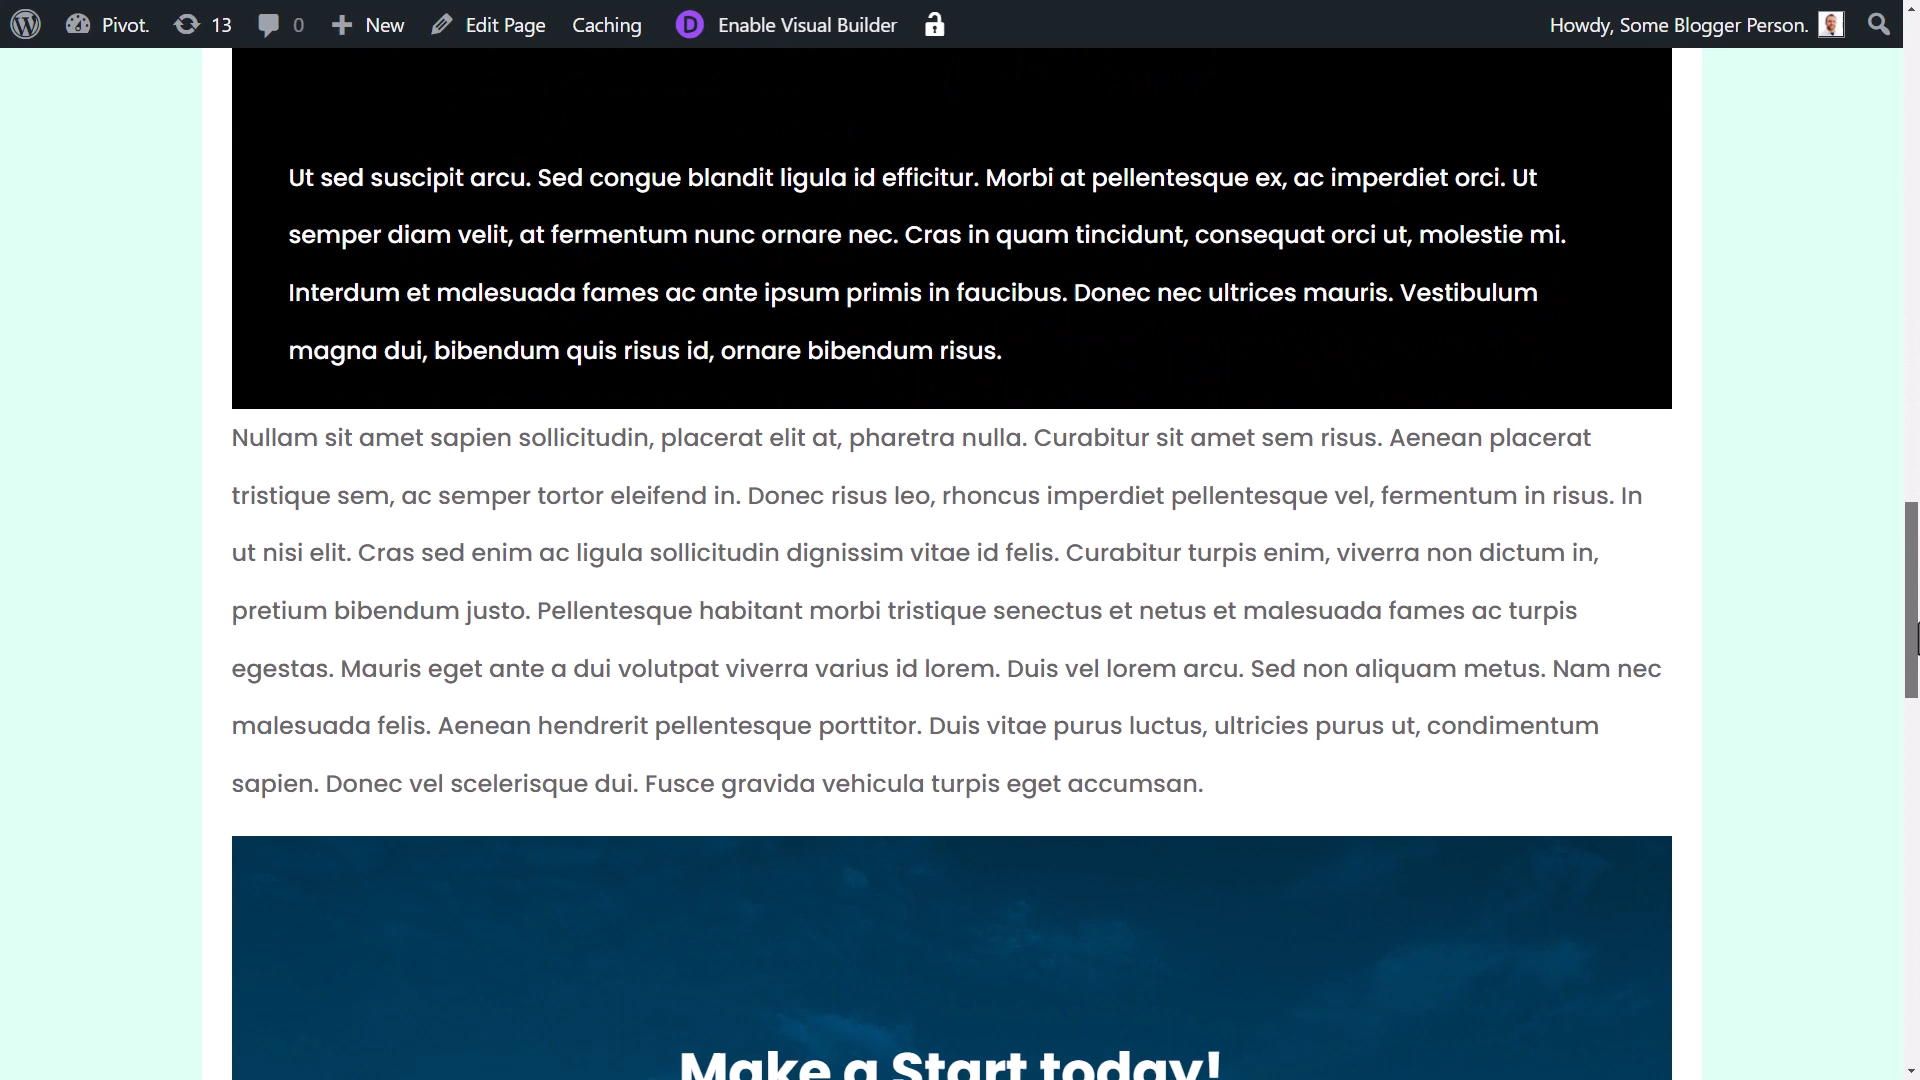 Pivot. 13 0 New Edit Page Caching D Enable Visual Builder Howdy, Some Blogger Person.
Ut sed suscipit arcu. Sed congue blandit ligula id efficitur. Morbi at pellentesque ex, ac imperdiet orci. Ut
semper diam velit, at fermentum nunc ornare nec. Cras in quam tincidunt, consequat orci ut, molestie mi.
Interdum et malesuada fames ac ante ipsum primis in faucibus. Donec nec ultrices mauris. Vestibulum
magna dui, bibendum quis risus id, ornare bibendum risus.
Nullam sit amet sapien sollicitudin, placerat elit at, pharetra nulla. Curabitur sit amet sem risus. Aenean placerat
tristique sem, ac semper tortor eleifend in. Donec risus leo, rhoncus imperdiet pellentesque vel, fermentum in risus. In
ut nisi elit. Cras sed enim ac ligula sollicitudin dignissim vitae id felis. Curabitur turpis enim, viverra non dictum in,
pretium bibendum justo. Pellentesque habitant morbi tristique senectus et netus et malesuada fames ac turpis
egestas. Mauris eget ante a dui volutpat viverra varius id lorem. Duis vel lorem arcu. Sed non aliquam metus. Nam nec
malesuada felis. Aenean hendrerit pellentesque porttitor. Duis vitae purus luctus, ultricies purus ut, condimentum
sapien. Donec vel scelerisque dui. Fusce gravida vehicula turpis eget accumsan.
Make a Start today!